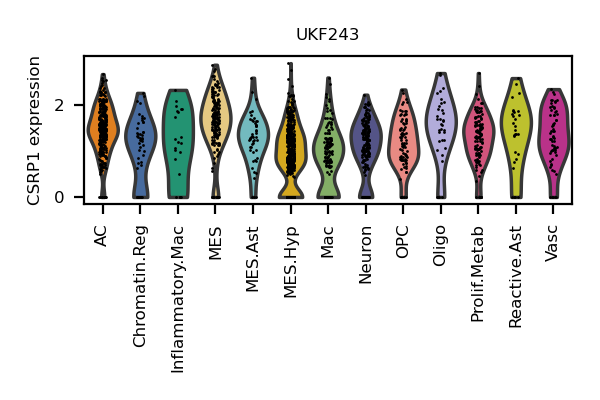 UKF243
CSRP1 expression
2
0
AC
Chromatin.Reg
Inflammatory.Mac
MES
MES.Ast
MES.Hyp
Mac
Neuron
OPC
Oligo
Prolif.Metab
Reactive.Ast
Vasc